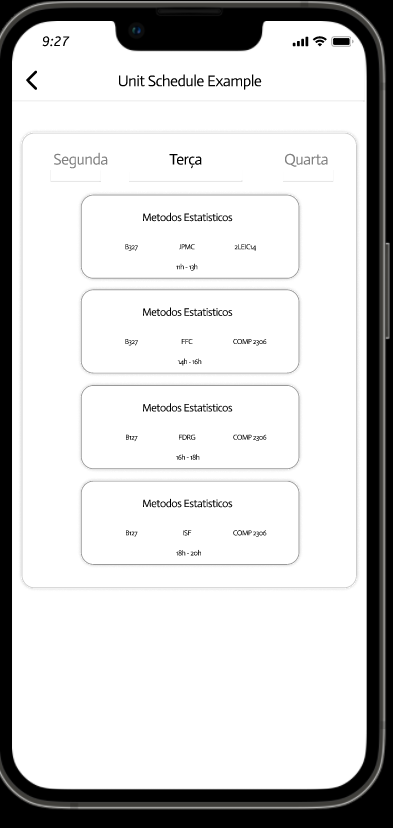 9:27
Unit Schedule Example
Segunda Terça Quarta
Metodos Estatisticos
B327 JPMC 2LEIC14
11h - 13h
Metodos Estatisticos
B327 FFC COMP 2306
14h - 16h
Metodos Estatisticos
B127 FDRG COMP 2306
16h - 18h
Metodos Estatisticos
B127 ISF COMP 2306
18h - 20h